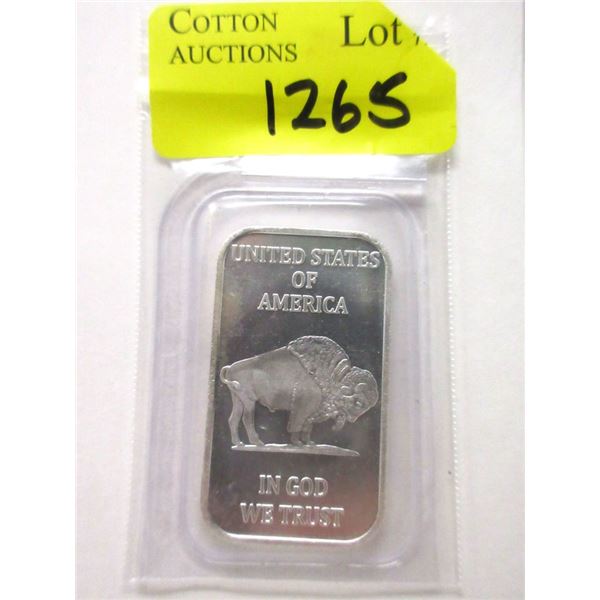 COTTON
AUCTIONS
Lot
1265
UNITED STATES
OF
AMERICA
IN GOD
WE TRUST